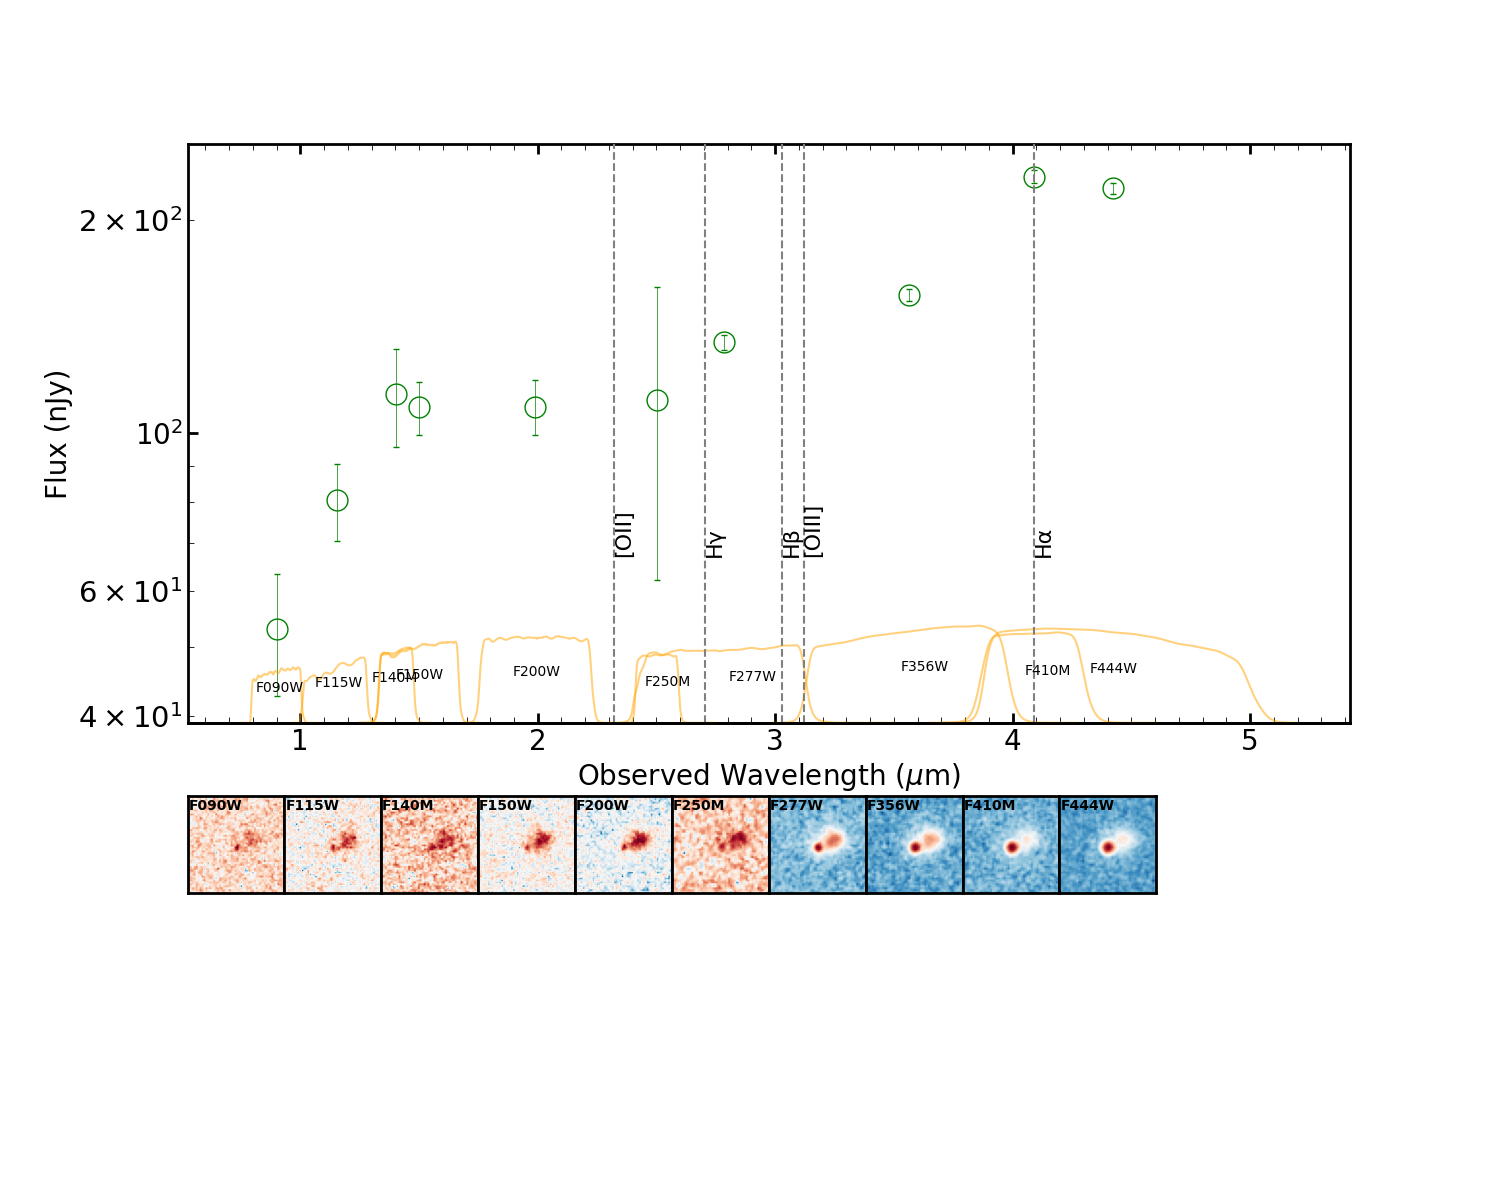 2 × 10²
10²
6 × 10¹
4 × 10¹
Flux (nJy)
[OII]
Hγ
Hβ
[OIII]
Hα
F090W
F115W
F140M
F150W
F200W
F250M
F277W
F356W
F410M
F444W
1 2 3 4 5
Observed Wavelength (μm)
F090W F115W F140M F150W F200W F250M F277W F356W F410M F444W